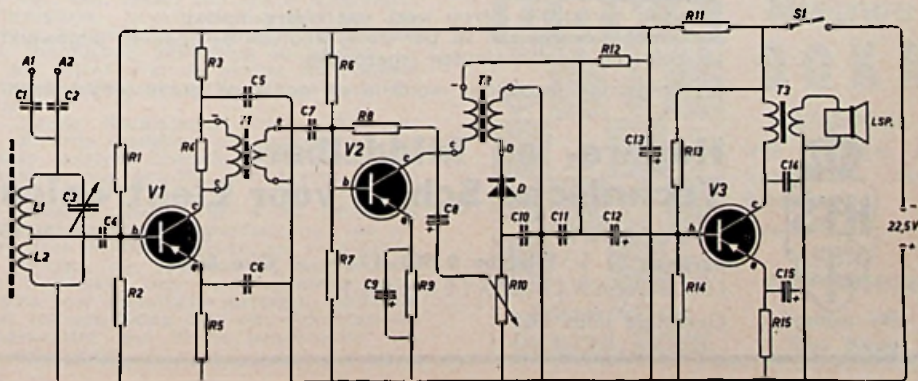 A1 A2
C1 C2
L1
L2
C3
C4
R1
R2
V1
b
c
e
R3
R4
R5
C5
C6
T1
-
c
e
C7
R6
R7
R8
V2
b
c
e
C8
+
C9
+
R9
T2
-
c
D
D
R10
C10 C11 C12
+
R12
C13
+
R11
S1
R13
R14
V3
b
c
e
T3
LSP.
C14
C15
+
R15
-
22,5V
+